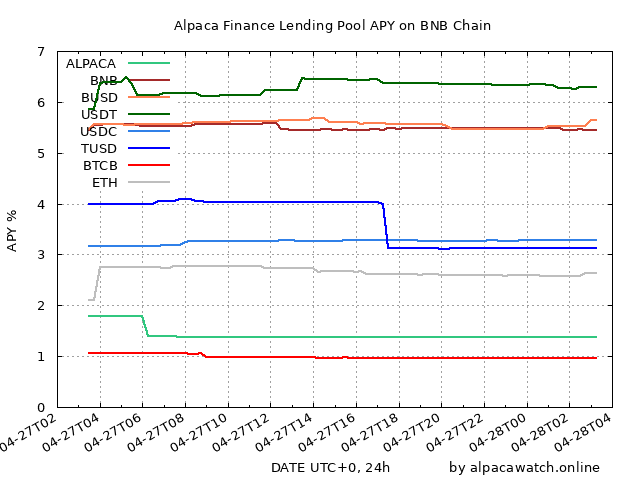 Alpaca Finance Lending Pool APY on BNB Chain
7
6
5
4
3
2
1
0
APY %
ALPACA
BNB
BUSD
USDT
USDC
TUSD
BTCB
ETH
04-27T02
04-27T04
04-27T06
04-27T08
04-27T10
04-27T12
04-27T14
04-27T16
04-27T18
04-27T20
04-27T22
04-28T00
04-28T02
04-28T04
DATE UTC+0, 24h
by alpacawatch.online